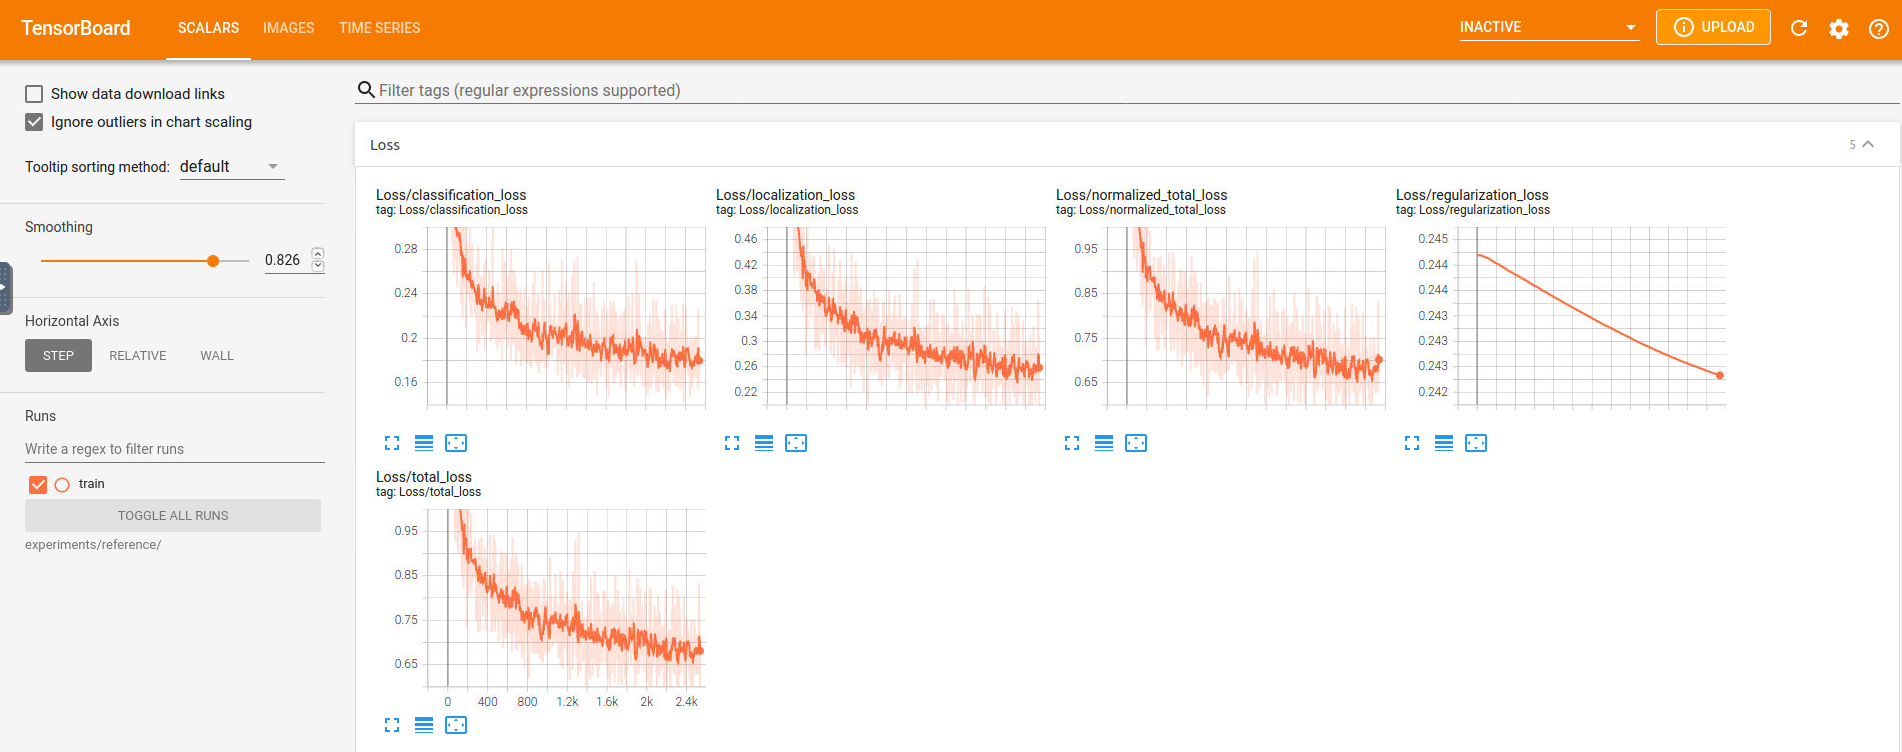 TensorBoard SCALARS IMAGES TIME SERIES INACTIVE UPLOAD
Show data download links
Ignore outliers in chart scaling
Tooltip sorting method: default
Smoothing
0.826
Horizontal Axis
STEP RELATIVE WALL
Runs
Write a regex to filter runs
train
TOGGLE ALL RUNS
experiments/reference/
Filter tags (regular expressions supported)
Loss 5
Loss/classification_loss
tag: Loss/classification_loss
0.28
0.24
0.2
0.16
Loss/localization_loss
tag: Loss/localization_loss
0.46
0.42
0.38
0.34
0.3
0.26
0.22
Loss/normalized_total_loss
tag: Loss/normalized_total_loss
0.95
0.85
0.75
0.65
Loss/regularization_loss
tag: Loss/regularization_loss
0.245
0.244
0.244
0.243
0.243
0.243
0.242
Loss/total_loss
tag: Loss/total_loss
0.95
0.85
0.75
0.65
0 400 800 1.2k 1.6k 2k 2.4k